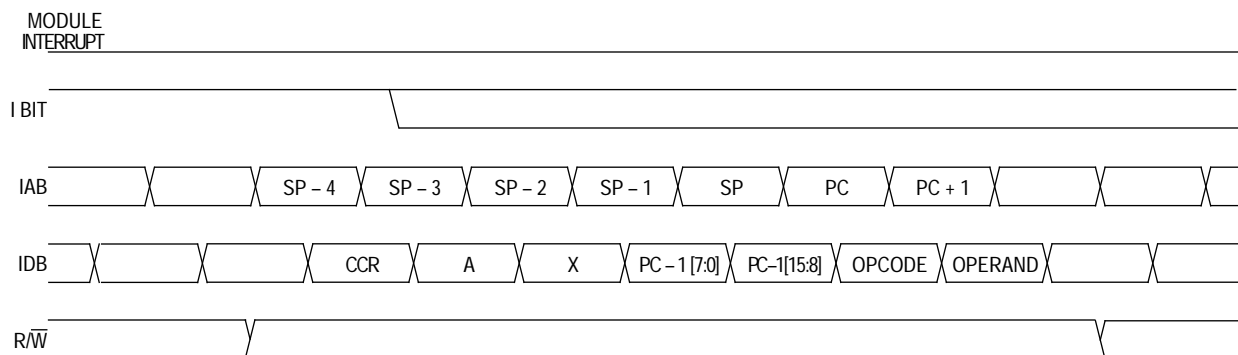 MODULE
INTERRUPT
I BIT
IAB SP – 4 SP – 3 SP – 2 SP – 1 SP PC PC + 1
IDB CCR A X PC – 1 [7:0] PC–1[15:8] OPCODE OPERAND
R/W̅